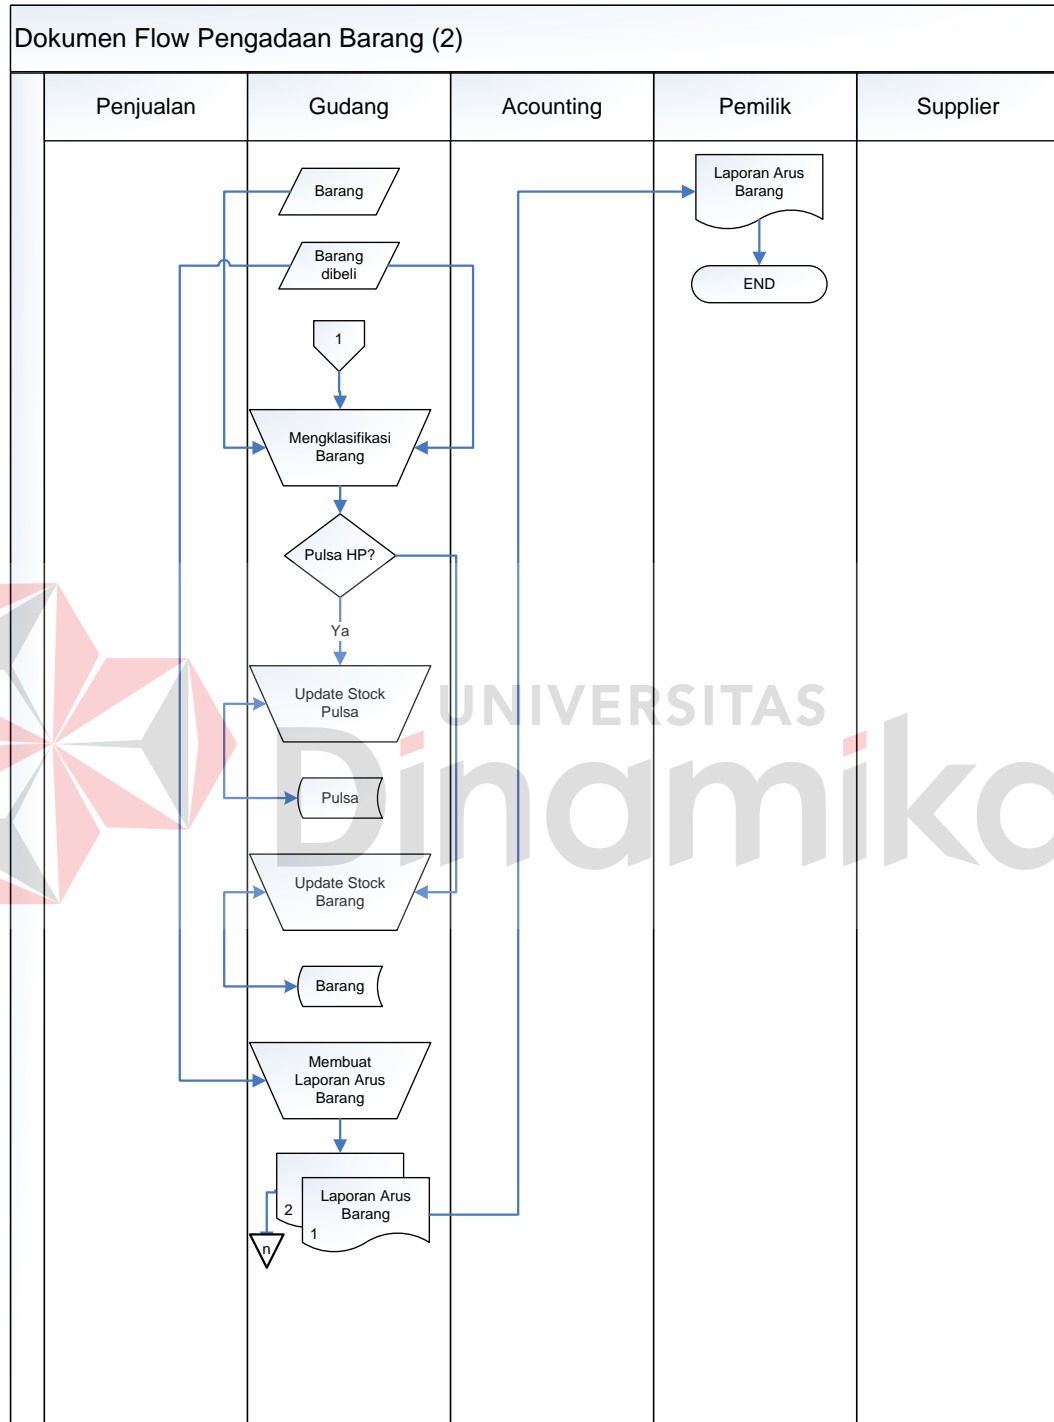 Dokumen Flow Pengadaan Barang (2)
Penjualan
Gudang
Acounting
Pemilik
Supplier
Barang
Laporan Arus
Barang
Barang
dibeli
END
1
Mengklasifikasi
Barang
Pulsa HP?
Ya
Update Stock
Pulsa
UNIVERSITAS
Dinamika
Pulsa
Update Stock
Barang
Barang
Membuat
Laporan Arus
Barang
Laporan Arus
Barang
2
1
n